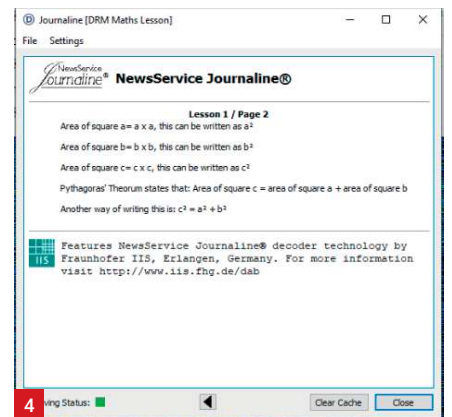 Journaline [DRM Maths Lesson]
File Settings
NewsService
Journaline® NewsService Journaline®
Lesson 1 / Page 2
Area of square a= a x a, this can be written as a²
Area of square b= b x b, this can be written as b²
Area of square c= c x c, this can be written as c²
Pythagoras' Theorum states that: Area of square c = area of square a + area of square b
Another way of writing this is: c² = a² + b²
Features NewsService Journaline® decoder technology by
IIS Fraunhofer IIS, Erlangen, Germany. For more information
visit http://www.iis.fhg.de/dab
4 ving Status: Clear Cache Close